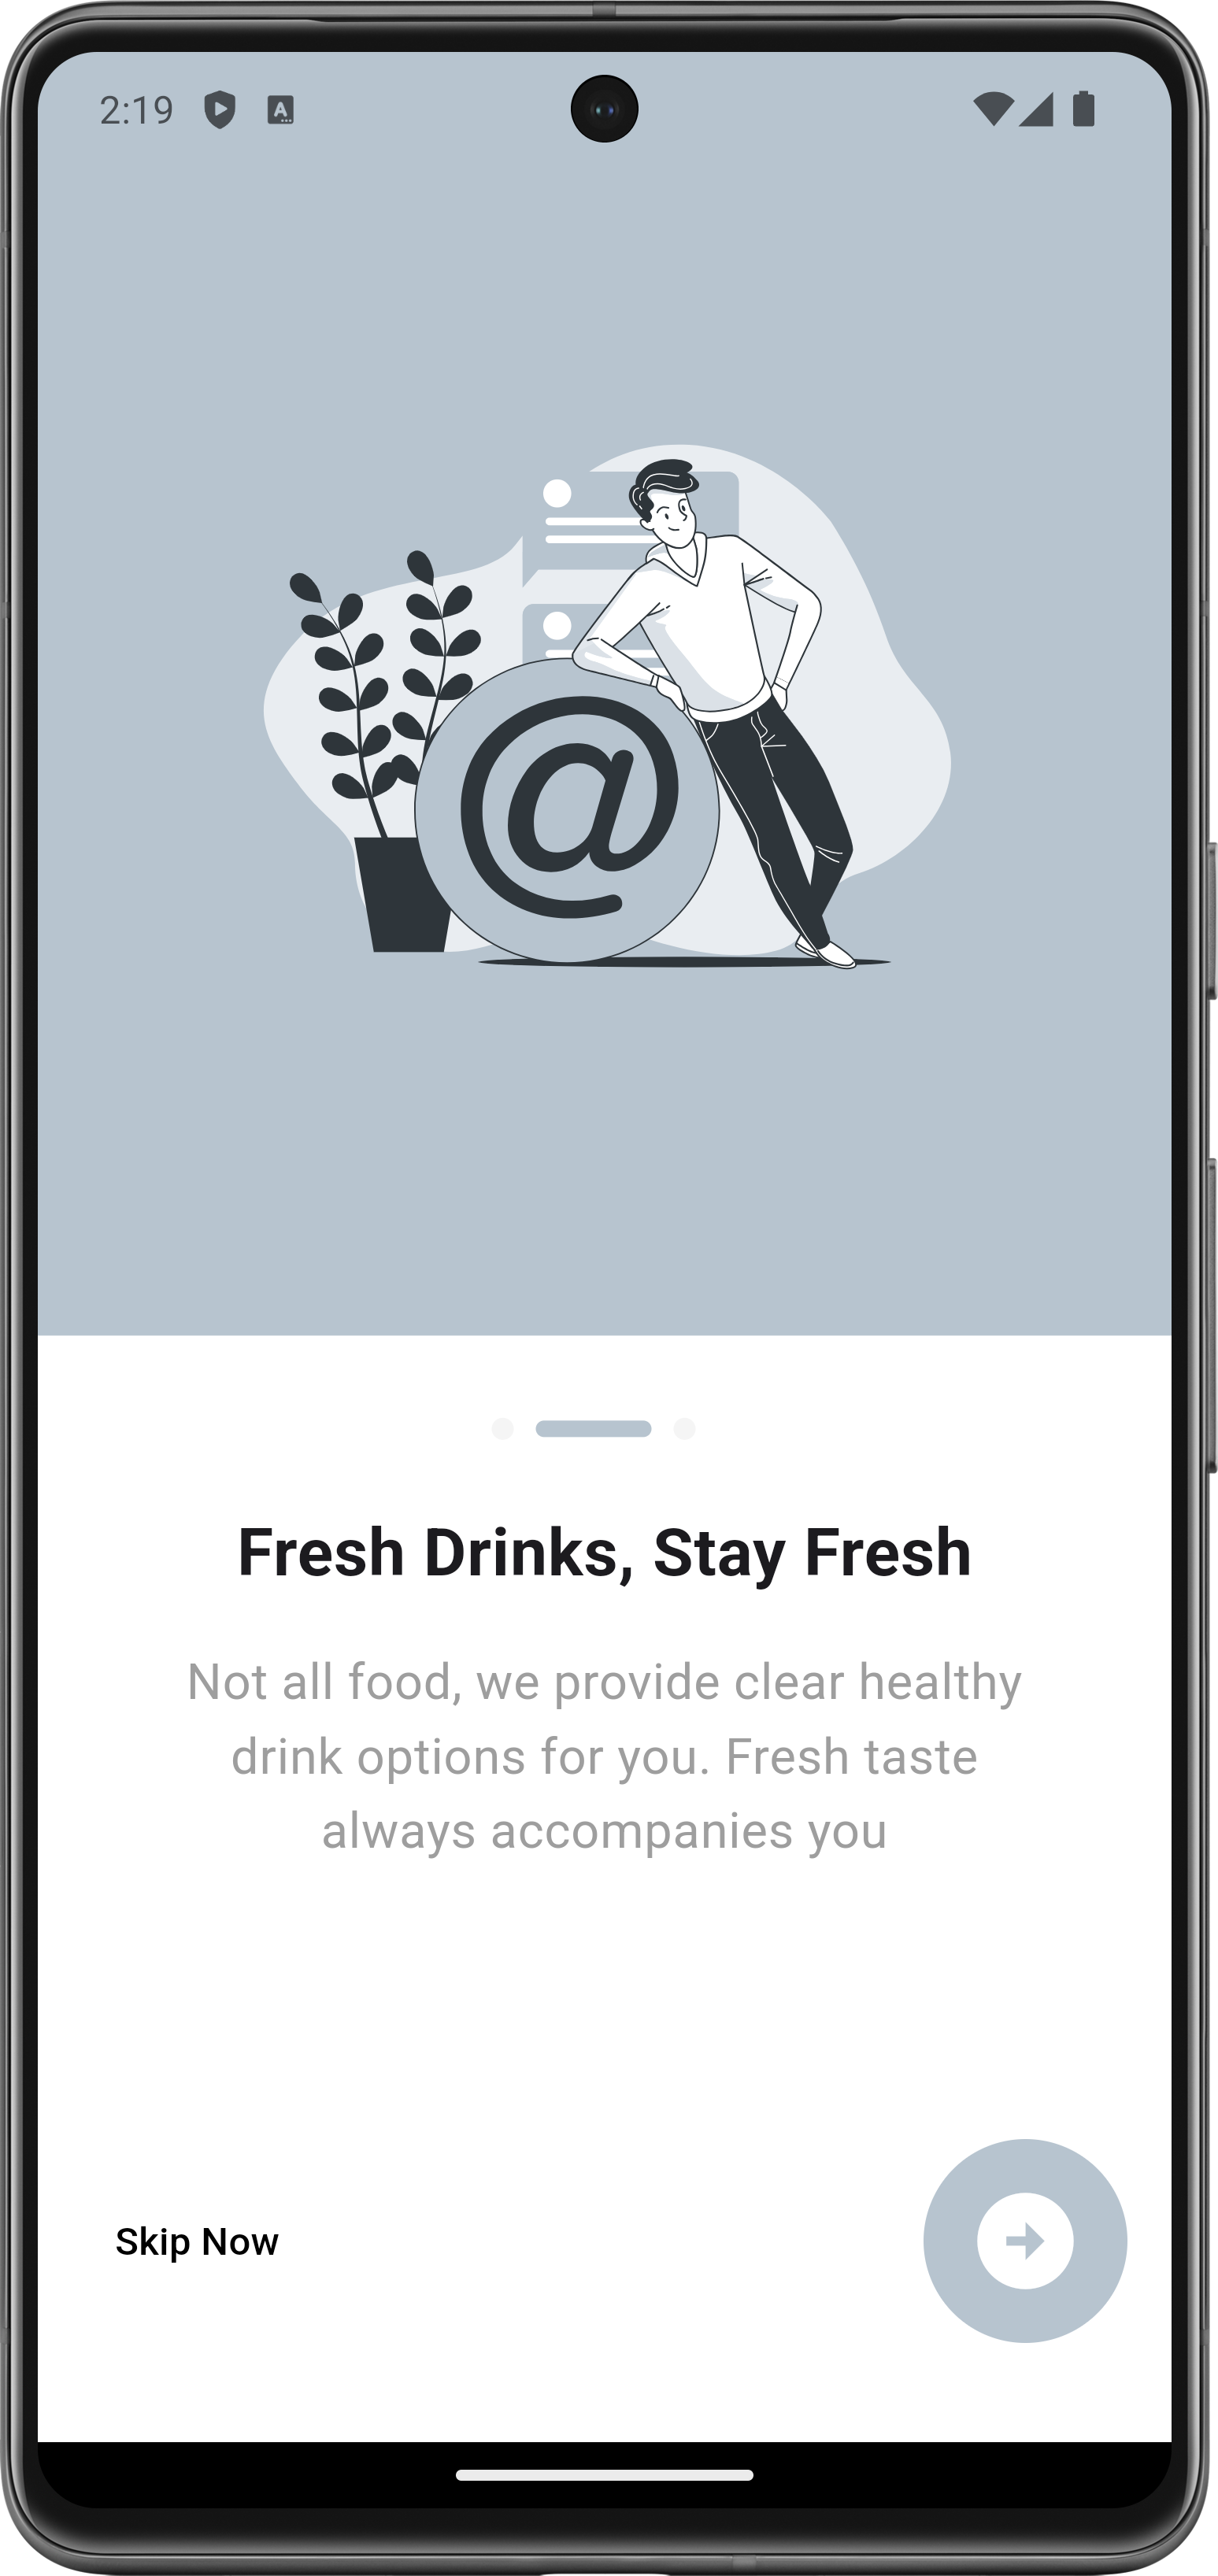 2:19
A
@
Fresh Drinks, Stay Fresh
Not all food, we provide clear healthy
drink options for you. Fresh taste
always accompanies you
Skip Now